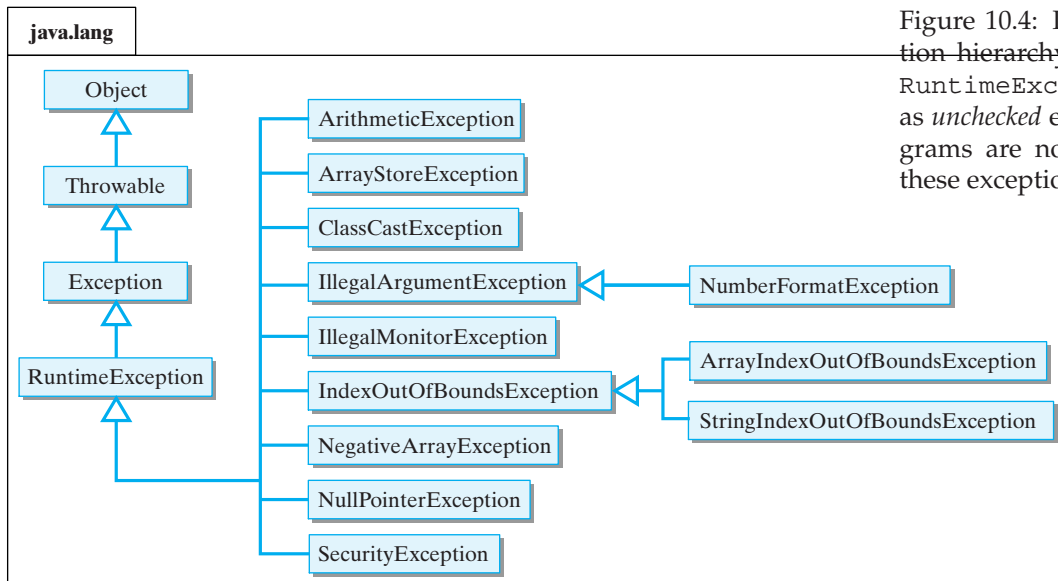 java.lang
Object
Throwable
Exception
RuntimeException
ArithmeticException
ArrayStoreException
ClassCastException
IllegalArgumentException
IllegalMonitorException
IndexOutOfBoundsException
NegativeArrayException
NullPointerException
SecurityException
NumberFormatException
ArrayIndexOutOfBoundsException
StringIndexOutOfBoundsException
Figure 10.4:
tion hierarchy
RuntimeExc
as unchecked e
grams are no
these exceptio